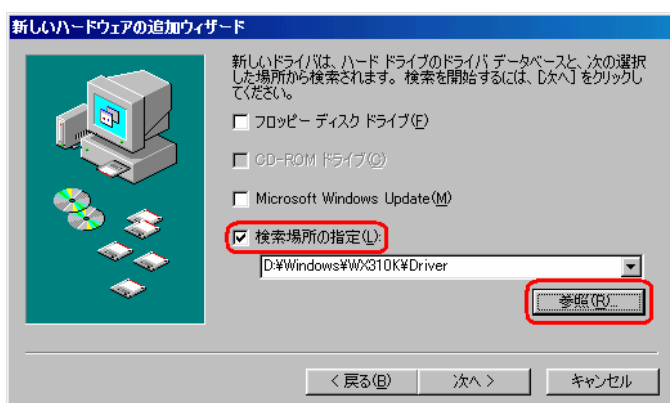 新しいハードウェアの追加ウィザード
新しいドライバは、ハード ドライブのドライバ データベースと、次の選択
した場所から検索されます。検索を開始するには、[次へ] をクリックし
てください。
フロッピー ディスク ドライブ(F)
CD-ROM ドライブ(C)
Microsoft Windows Update(M)
検索場所の指定(L):
D:¥Windows¥WX310K¥Driver
参照(R)...
< 戻る(B)
次へ >
キャンセル